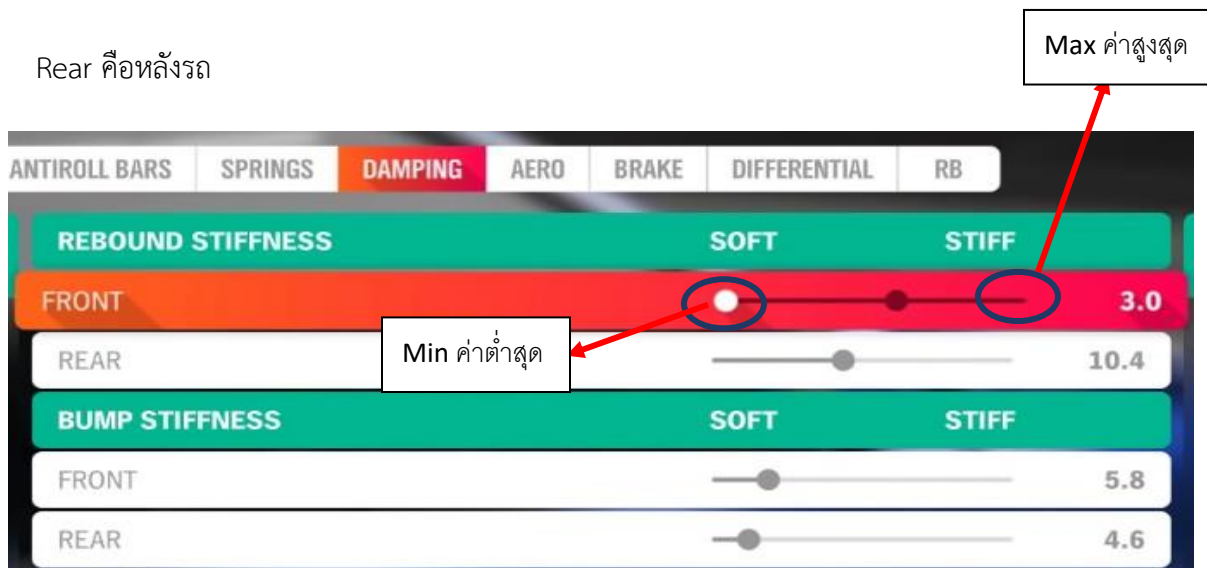 Max ค่าสูงสุด
Rear คือหลังรถ
ANTIROLL BARS SPRINGS DAMPING AERO BRAKE DIFFERENTIAL RB
REBOUND STIFFNESS SOFT STIFF
FRONT 3.0
Min ค่าต่ำสุด
REAR 10.4
BUMP STIFFNESS SOFT STIFF
FRONT 5.8
REAR 4.6